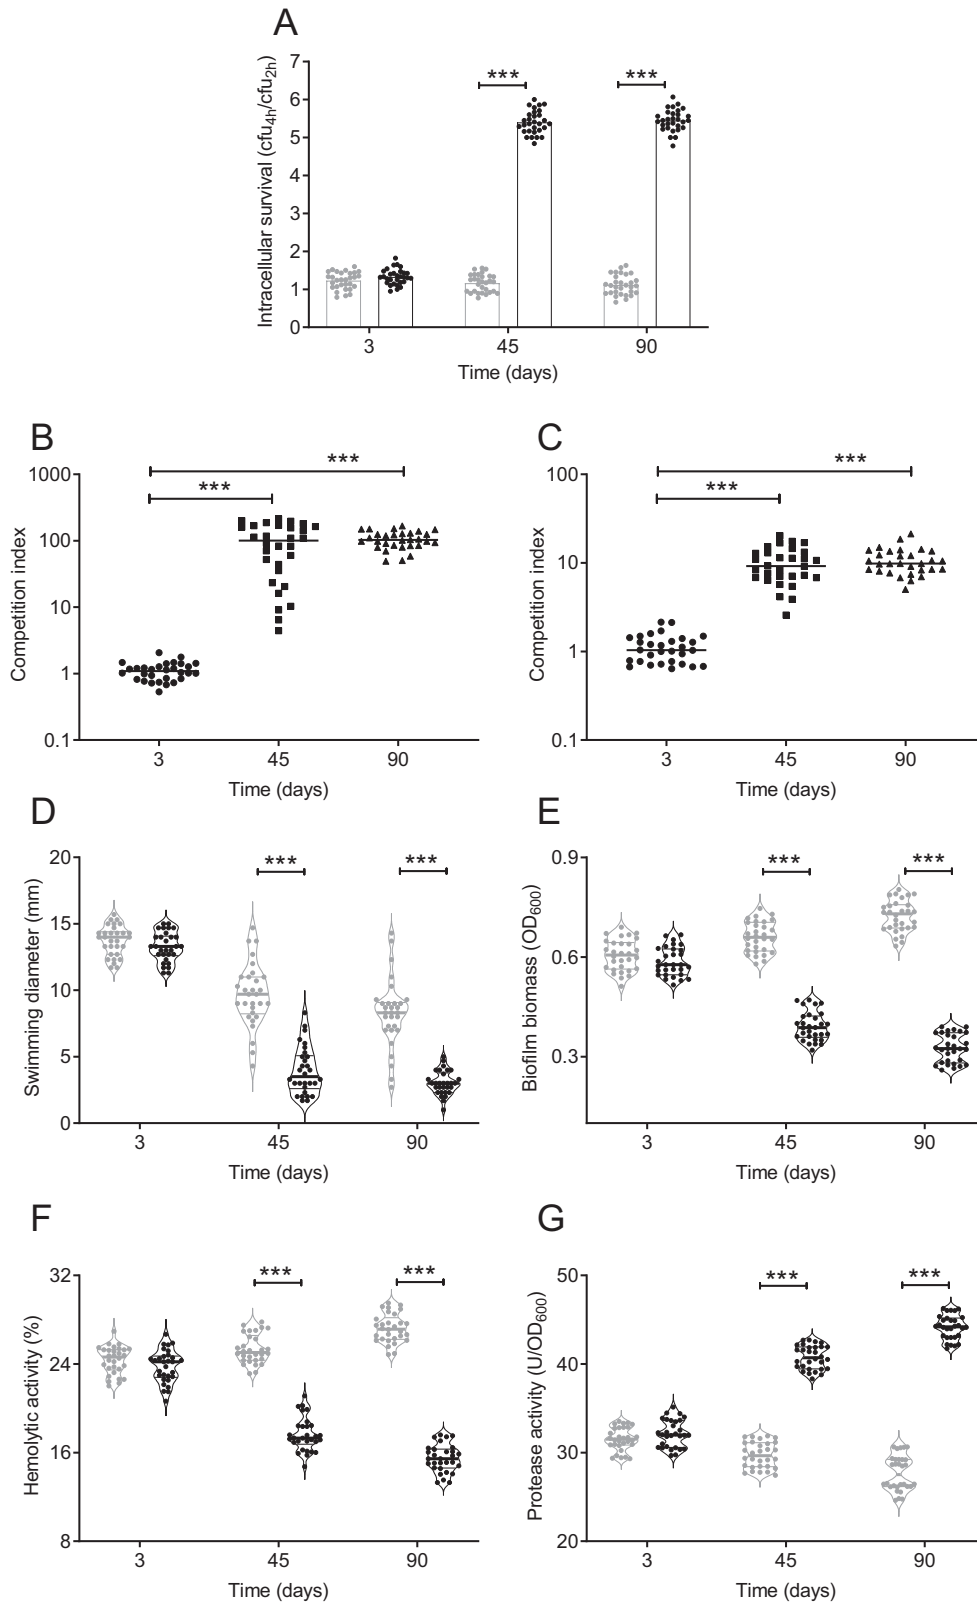 A
Intracellular survival (cfu4h/cfu2h)
7
6
5
4
3
2
1
0
***
***
3 45 90
Time (days)
B
Competition index
1000
100
10
1
0.1
***
***
3 45 90
Time (days)
C
Competition index
100
10
1
0.1
***
***
3 45 90
Time (days)
D
Swimming diameter (mm)
20
15
10
5
0
***
***
3 45 90
Time (days)
E
Biofilm biomass (OD600)
0.9
0.6
0.3
***
***
3 45 90
Time (days)
F
Hemolytic activity (%)
32
24
16
8
***
***
3 45 90
Time (days)
G
Protease activity (U/OD600)
50
40
30
20
***
***
3 45 90
Time (days)